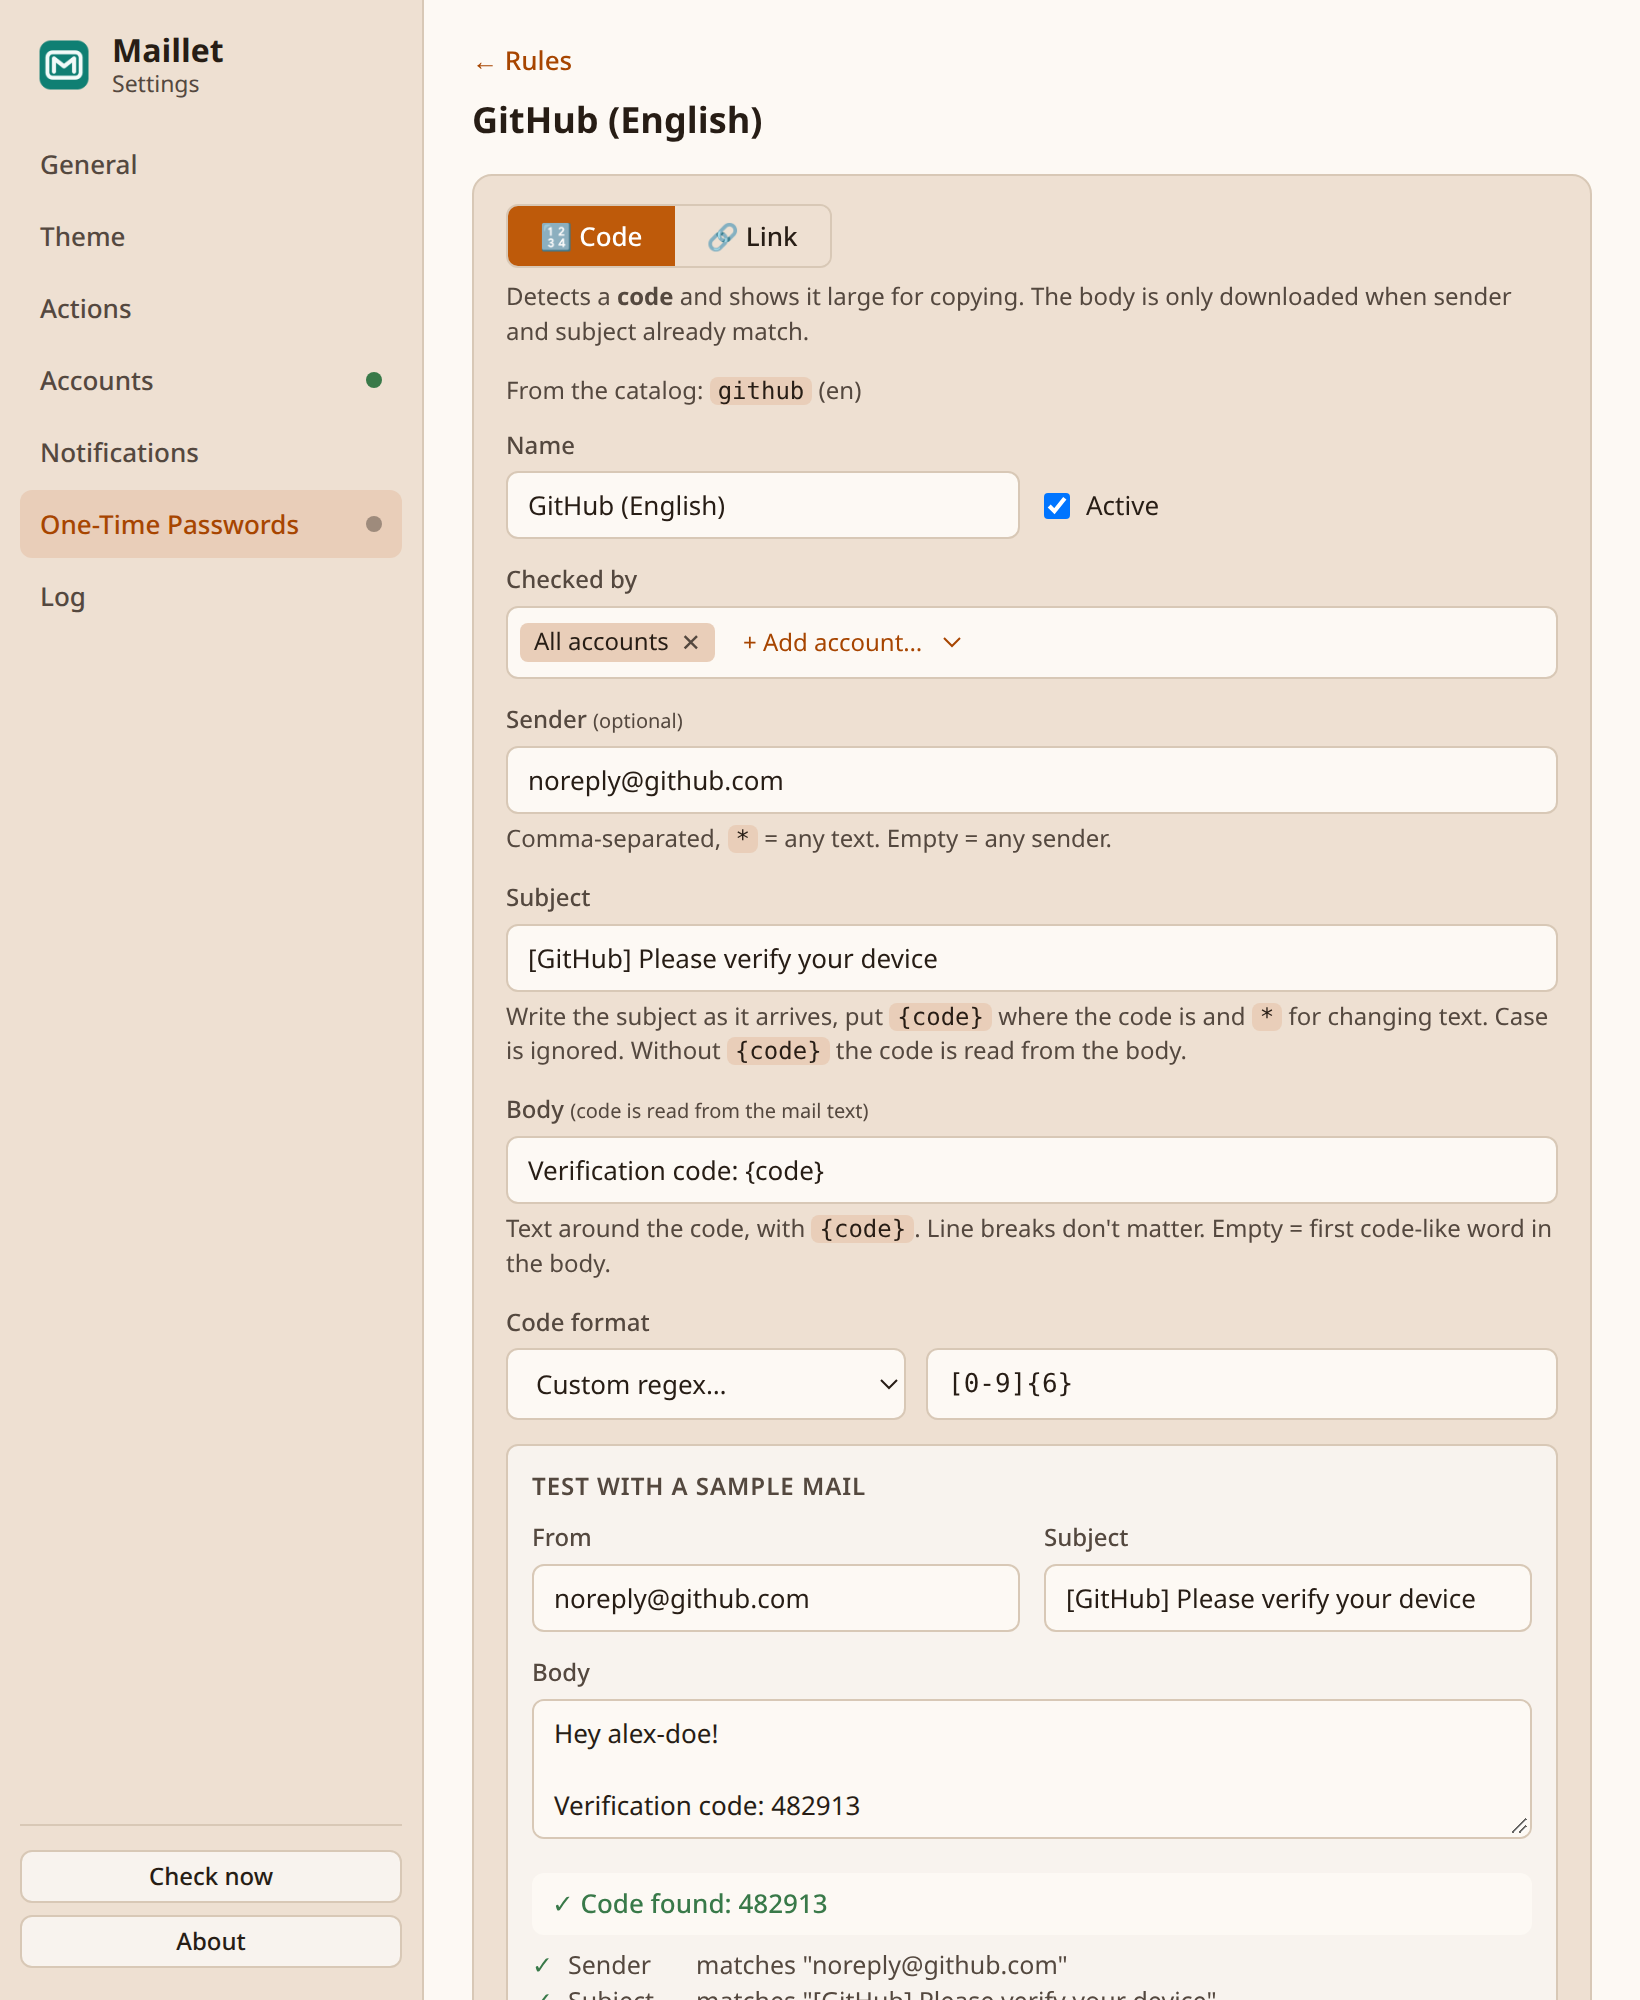 Maillet
Settings
General
Theme
Actions
Accounts
Notifications
One-Time Passwords
Log
Check now
About
← Rules
GitHub (English)
🔢 Code
🔗 Link
Detects a code and shows it large for copying. The body is only downloaded when sender
and subject already match.
From the catalog: github (en)
Name
GitHub (English)
Active
Checked by
All accounts ✕ + Add account...
Sender (optional)
noreply@github.com
Comma-separated, * = any text. Empty = any sender.
Subject
[GitHub] Please verify your device
Write the subject as it arrives, put {code} where the code is and * for changing text. Case
is ignored. Without {code} the code is read from the body.
Body (code is read from the mail text)
Verification code: {code}
Text around the code, with {code}. Line breaks don't matter. Empty = first code-like word in
the body.
Code format
Custom regex...
[0-9]{6}
TEST WITH A SAMPLE MAIL
From
noreply@github.com
Subject
[GitHub] Please verify your device
Body
Hey alex-doe!
Verification code: 482913
✓ Code found: 482913
✓ Sender matches "noreply@github.com"
✓ Subject matches "[GitHub] Please verify your device"